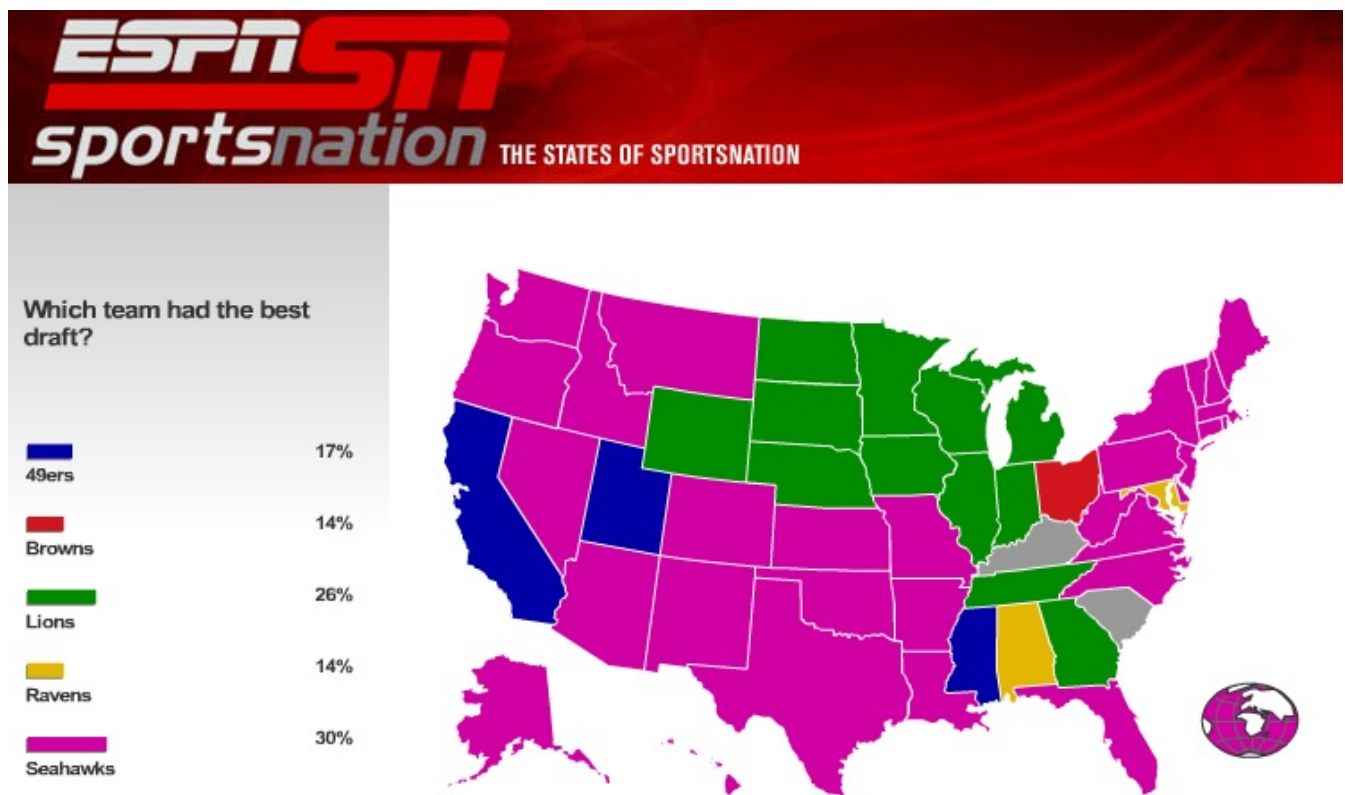 ESPN SN
sportsnation THE STATES OF SPORTSNATION
Which team had the best
draft?
17%
49ers
14%
Browns
26%
Lions
14%
Ravens
30%
Seahawks